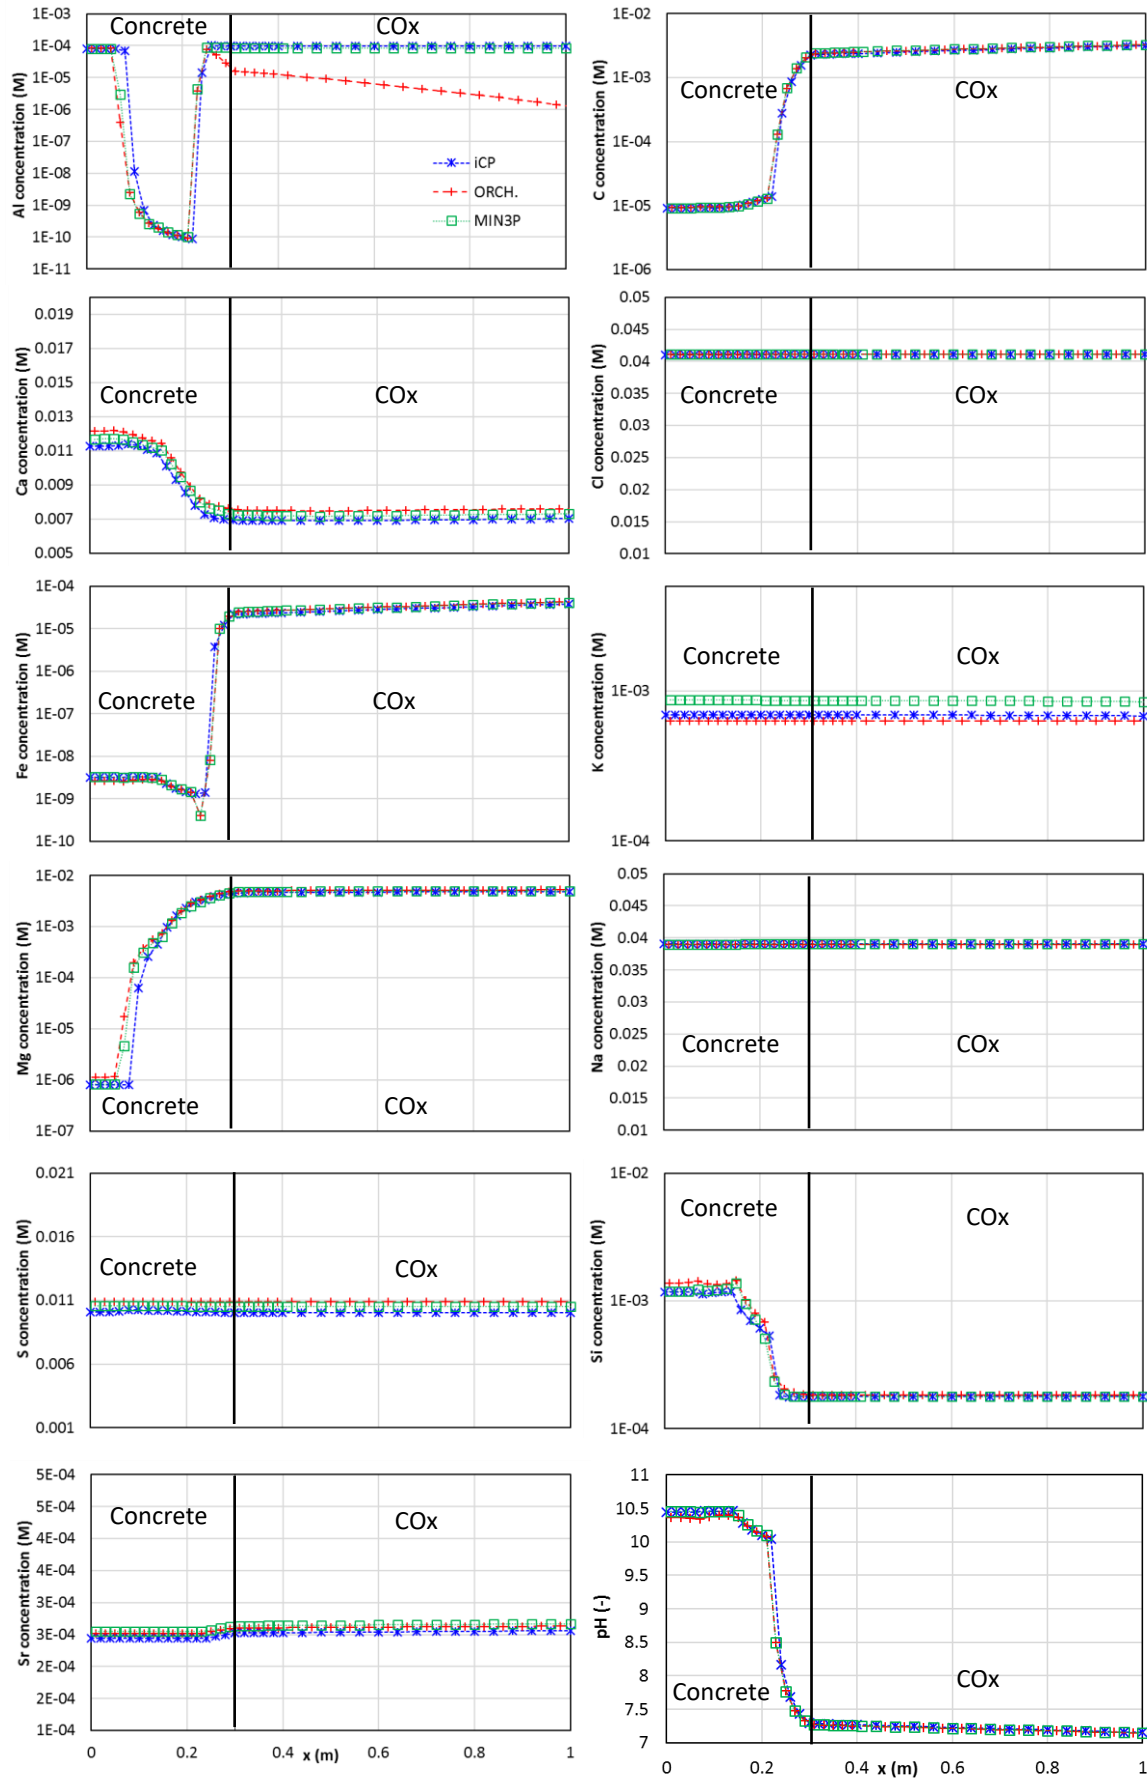 1E-03
1E-04
1E-05
1E-06
1E-07
1E-08
1E-09
1E-10
1E-11
Al concentration (M)
Concrete
COx
iCP
ORCH.
MIN3P
1E-02
1E-03
1E-04
1E-05
1E-06
C concentration (M)
Concrete
COx
0.019
0.017
0.015
0.013
0.011
0.009
0.007
0.005
Ca concentration (M)
Concrete
COx
0.05
0.045
0.04
0.035
0.03
0.025
0.02
0.015
0.01
Cl concentration (M)
Concrete
COx
1E-04
1E-05
1E-06
1E-07
1E-08
1E-09
1E-10
Fe concentration (M)
Concrete
COx
1E-03
1E-04
K concentration (M)
Concrete
COx
1E-02
1E-03
1E-04
1E-05
1E-06
1E-07
Mg concentration (M)
Concrete
COx
0.05
0.045
0.04
0.035
0.03
0.025
0.02
0.015
0.01
Na concentration (M)
Concrete
COx
0.021
0.016
0.011
0.006
0.001
S concentration (M)
Concrete
COx
1E-02
1E-03
1E-04
Si concentration (M)
Concrete
COx
5E-04
5E-04
4E-04
4E-04
3E-04
3E-04
2E-04
2E-04
1E-04
Sr concentration (M)
Concrete
COx
0 0.2 0.4 0.6 0.8 1
x (m)
11
10.5
10
9.5
9
8.5
8
7.5
7
pH (-)
Concrete
COx
0 0.2 0.4 0.6 0.8 1
x (m)